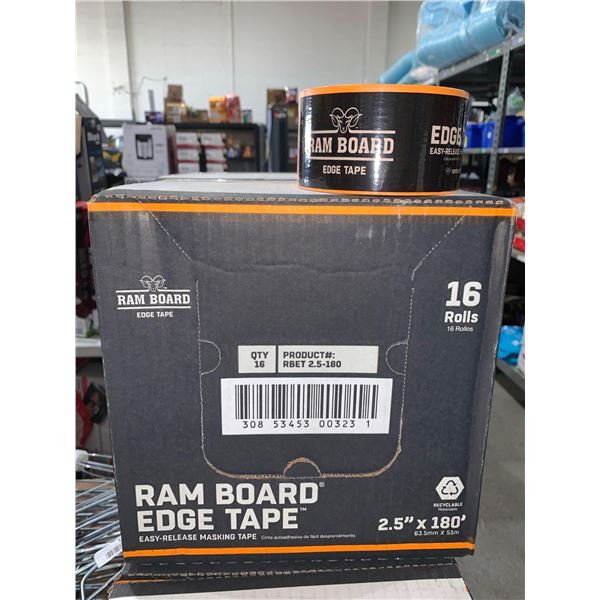 RAM BOARD
EDGE TAPE
EDGE
EASY-RELEASE
RAM BOARD
EDGE TAPE
16
Rolls
16 Rollos
QTY
16
PRODUCT#:
RBET 2.5-180
308 53453 00323 1
RAM BOARD®
EDGE TAPE™
EASY-RELEASE MASKING TAPE Cinta autoadhesiva de fácil desprendimiento
RECYCLABLE
Reciclable
2.5" x 180'
63.5mm x 55m